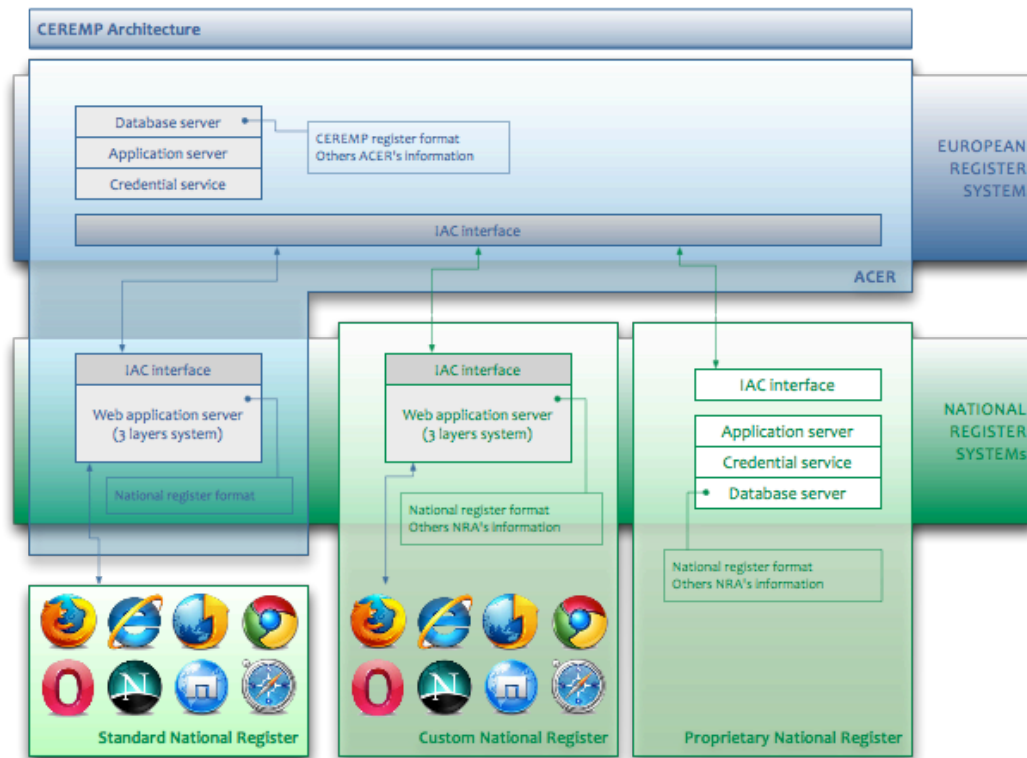 CEREMP Architecture
Database server
Application server
Credential service
CEREMP register format
Others ACER's information
EUROPEAN
REGISTER
SYSTEM
IAC interface
ACER
IAC interface
Web application server
(3 layers system)
National register format
IAC interface
Web application server
(3 layers system)
National register format
Others NRA's information
IAC interface
Application server
Credential service
Database server
National register format
Others NRA's information
NATIONAL
REGISTER
SYSTEMs
N
N
Standard National Register
Custom National Register
Proprietary National Register